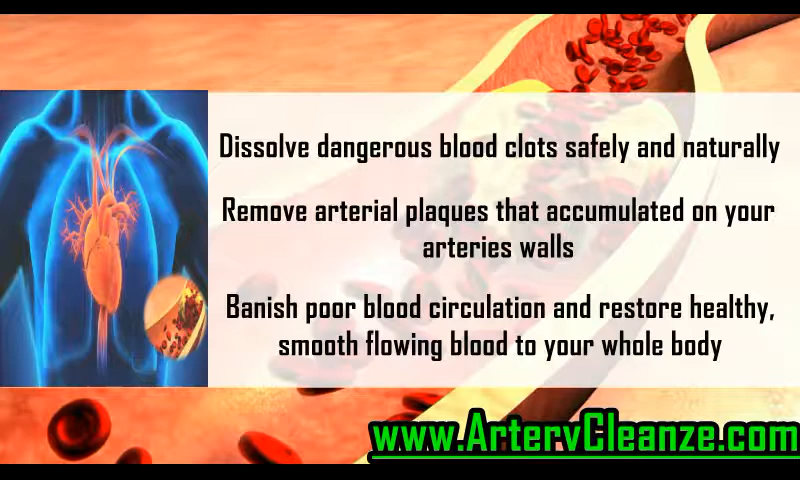 Dissolve dangerous blood clots safely and naturally
Remove arterial plaques that accumulated on your
arteries walls
Banish poor blood circulation and restore healthy,
smooth flowing blood to your whole body
www.ArteryCleanze.com